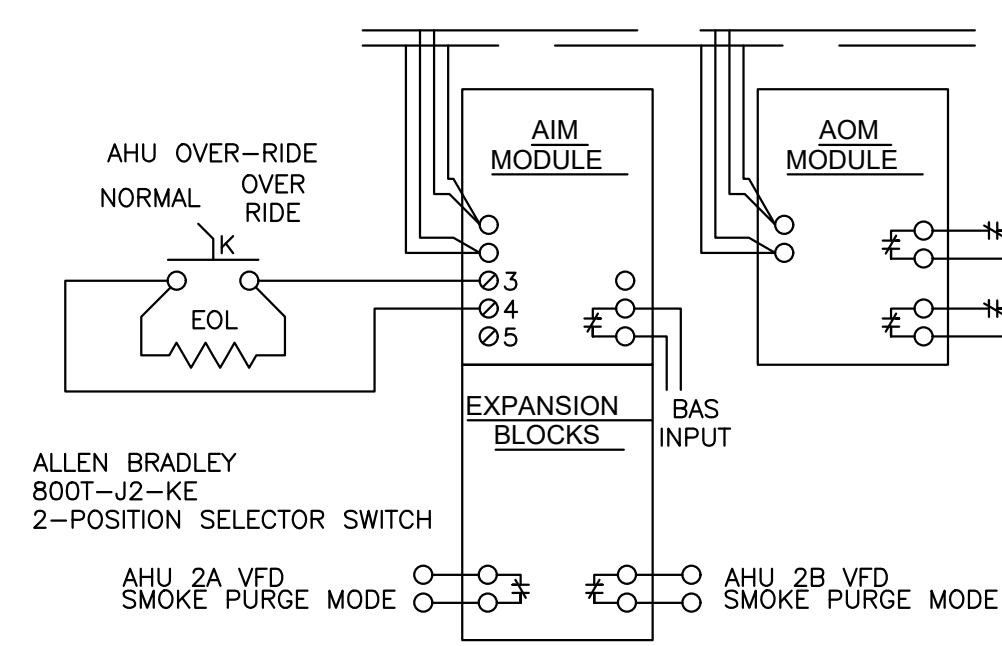 AIM
MODULE
AOM
MODULE
AHU OVER-RIDE
NORMAL
OVER
RIDE
K
EOL
3
4
5
EXPANSION
BLOCKS
BAS
INPUT
ALLEN BRADLEY
800T-J2-KE
2-POSITION SELECTOR SWITCH
AHU 2A VFD
SMOKE PURGE MODE
AHU 2B VFD
SMOKE PURGE MODE